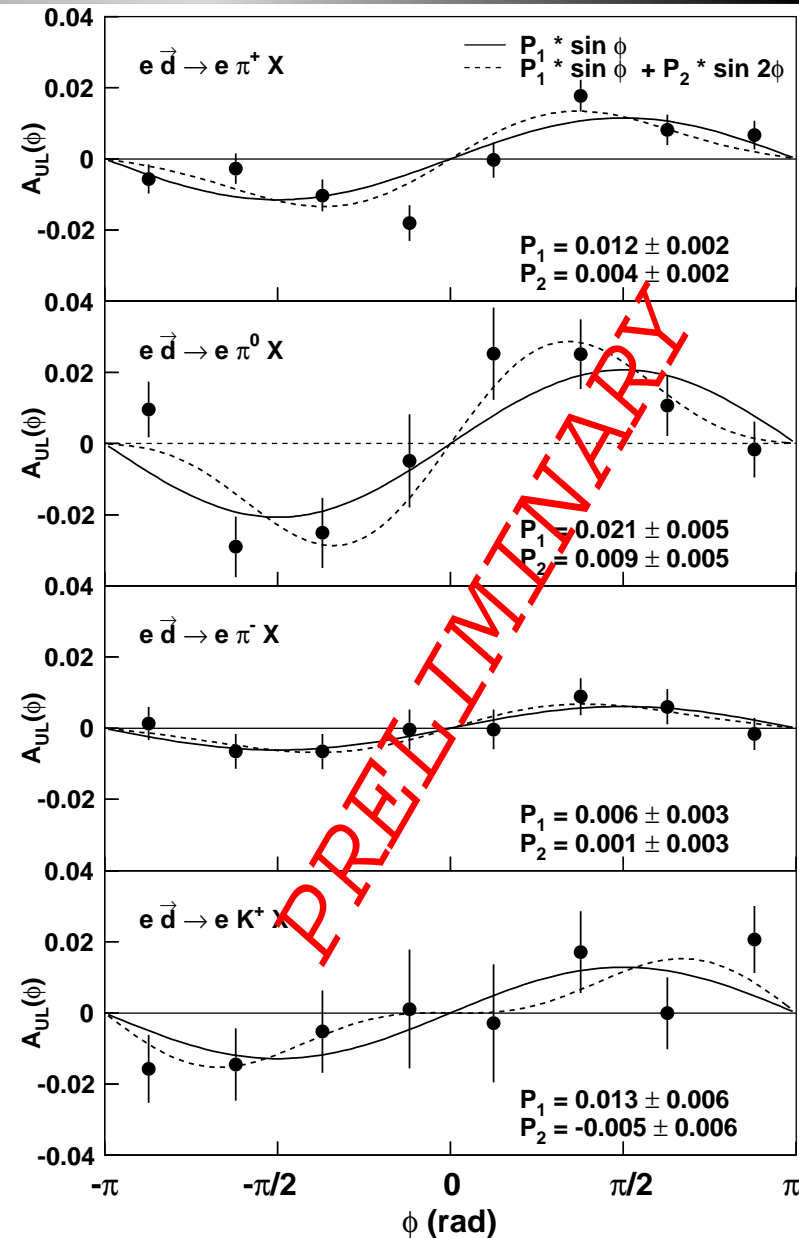 0.04
0.02
0
-0.02
A_UL(ϕ)
e d⃗ → e π⁺ X
P₁ * sin ϕ
P₁ * sin ϕ + P₂ * sin 2ϕ
P₁ = 0.012 ± 0.002
P₂ = 0.004 ± 0.002
0.04
0.02
0
-0.02
A_UL(ϕ)
e d⃗ → e π⁰ X
P₁ = 0.021 ± 0.005
P₂ = 0.009 ± 0.005
0.04
0.02
0
-0.02
A_UL(ϕ)
e d⃗ → e π⁻ X
P₁ = 0.006 ± 0.003
P₂ = 0.001 ± 0.003
0.04
0.02
0
-0.02
-0.04
A_UL(ϕ)
e d⃗ → e K⁺ X
P₁ = 0.013 ± 0.006
P₂ = -0.005 ± 0.006
PRELIMINARY
-π -π/2 0 π/2 π
ϕ (rad)